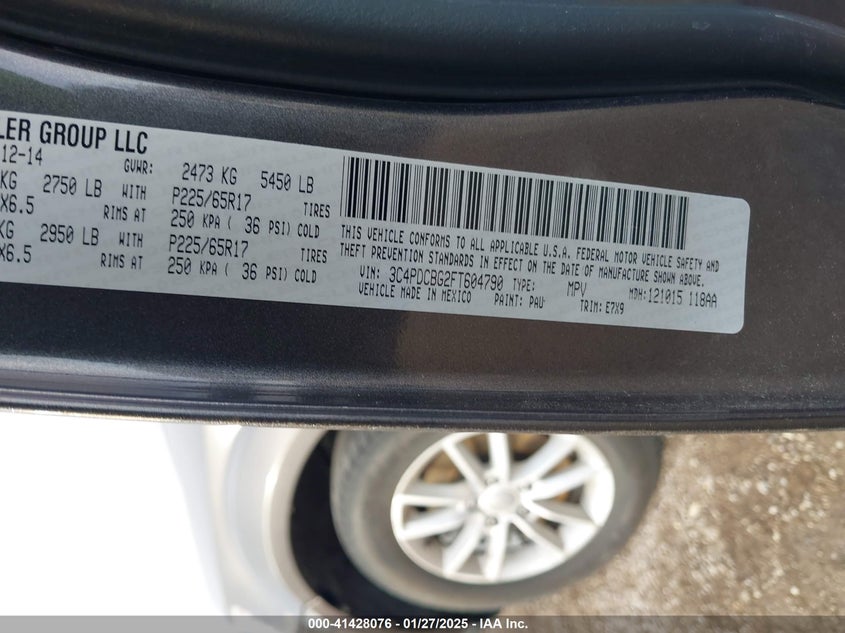 LER GROUP LLC
12-14 GVWR: 2473 KG 5450 LB
KG 2750 LB WITH P225/65R17 TIRES
X6.5 RIMS AT 250 KPA ( 36 PSI) COLD
KG 2950 LB WITH P225/65R17 TIRES
X6.5 RIMS AT 250 KPA ( 36 PSI) COLD
THIS VEHICLE CONFORMS TO ALL APPLICABLE U.S.A. FEDERAL MOTOR VEHICLE SAFETY AND
THEFT PREVENTION STANDARDS IN EFFECT ON THE DATE OF MANUFACTURE SHOWN ABOVE.
VIN: 3C4PDCBG2FT604790 TYPE: MPV MDH: 121015 118AA
VEHICLE MADE IN MEXICO PAINT: PAU TRIM: E7X9
000-41428076 / 01/27/2025 / Copyright © 2025 IAA, Inc.